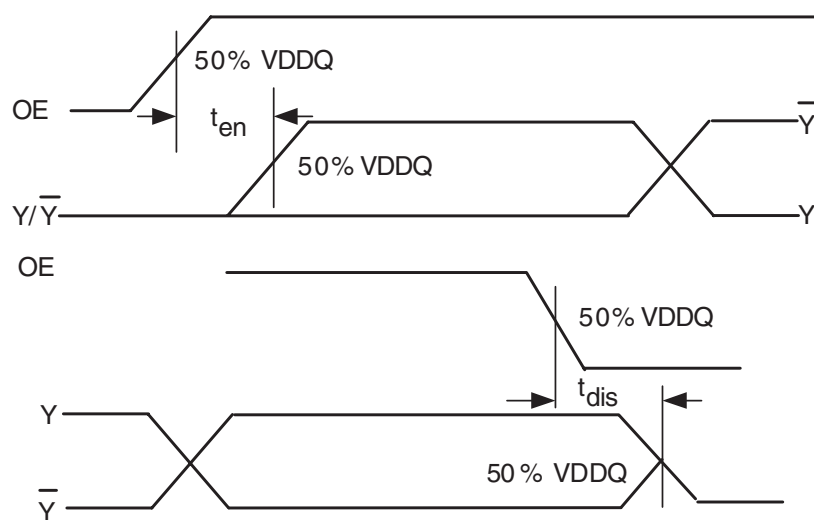 50% VDDQ
OE
t_en
Y̅
50% VDDQ
Y/Y̅
Y
OE
50% VDDQ
t_dis
Y
50% VDDQ
Y̅